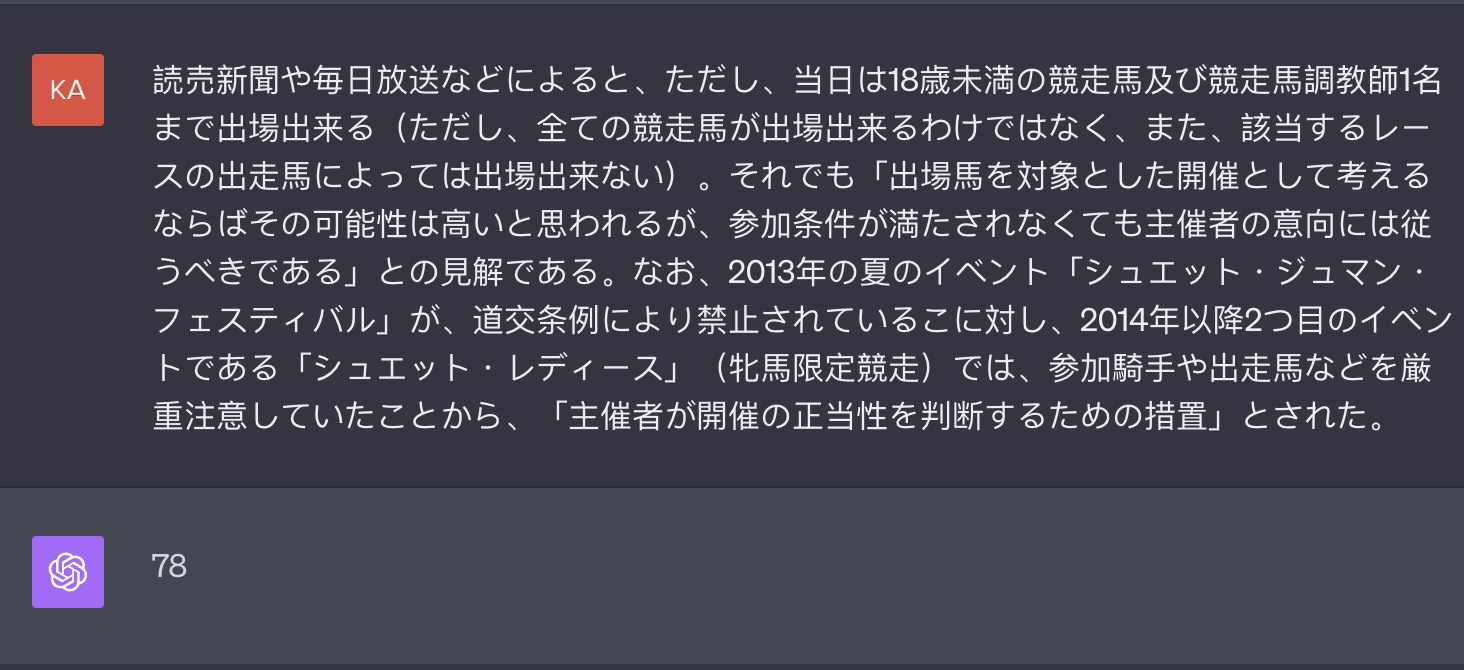 KA
読売新聞や毎日放送などによると、ただし、当日は18歳未満の競走馬及び競走馬調教師1名
まで出場出来る（ただし、全ての競走馬が出場出来るわけではなく、また、該当するレー
スの出走馬によっては出場出来ない）。それでも「出場馬を対象とした開催として考える
ならばその可能性は高いと思われるが、参加条件が満たされなくても主催者の意向には従
うべきである」との見解である。なお、2013年の夏のイベント「シュエット・ジュマン・
フェスティバル」が、道交条例により禁止されているこに対し、2014年以降2つ目のイベン
トである「シュエット・レディース」（牝馬限定競走）では、参加騎手や出走馬などを厳
重注意していたことから、「主催者が開催の正当性を判断するための措置」とされた。
78